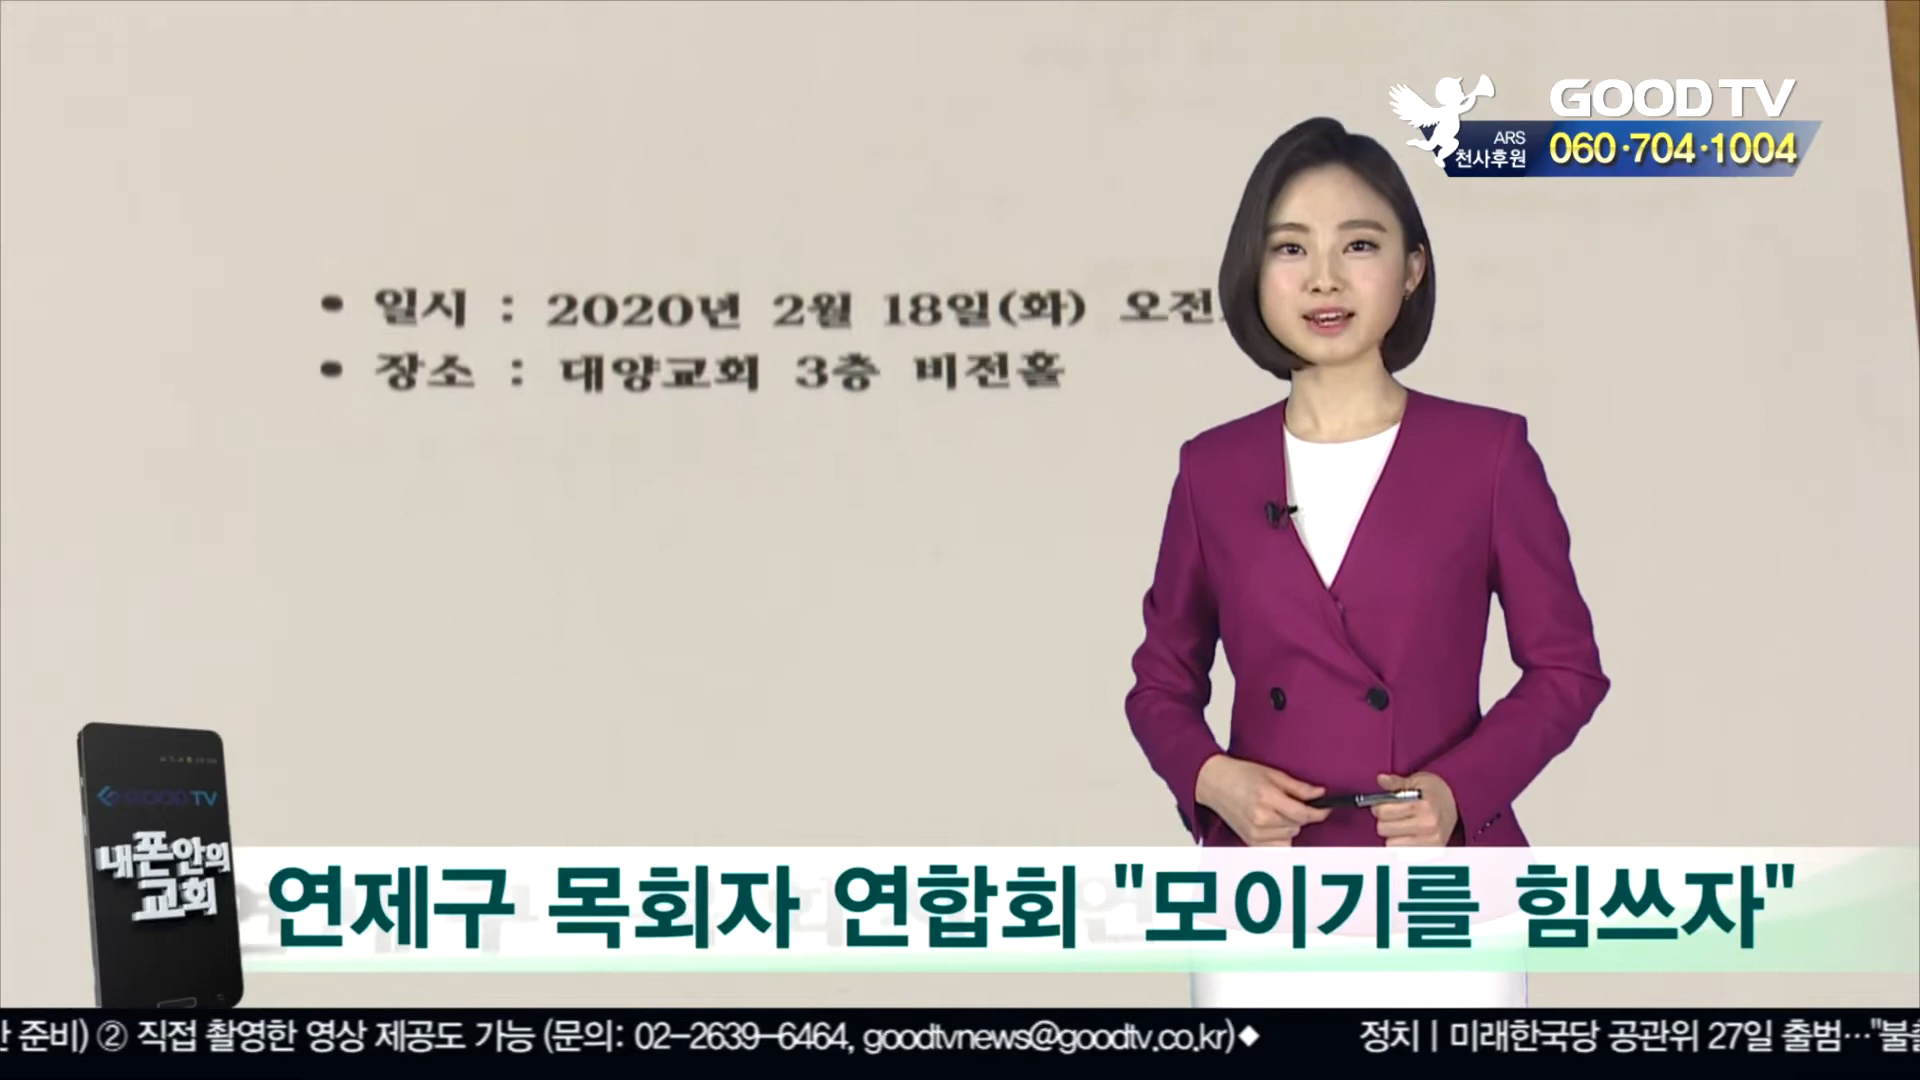 GOOD TV
ARS
천사후원 060·704·1004
• 일시 : 2020년 2월 18일(화) 오전
• 장소 : 대양교회 3층 비전홀
GOODTV
내폰안의
교회
연제구 목회자 연합회 "모이기를 힘쓰자"
준비) ② 직접 촬영한 영상 제공도 가능 (문의: 02-2639-6464, goodtvnews@goodtv.co.kr)◆ 정치 | 미래한국당 공관위 27일 출범…"불출